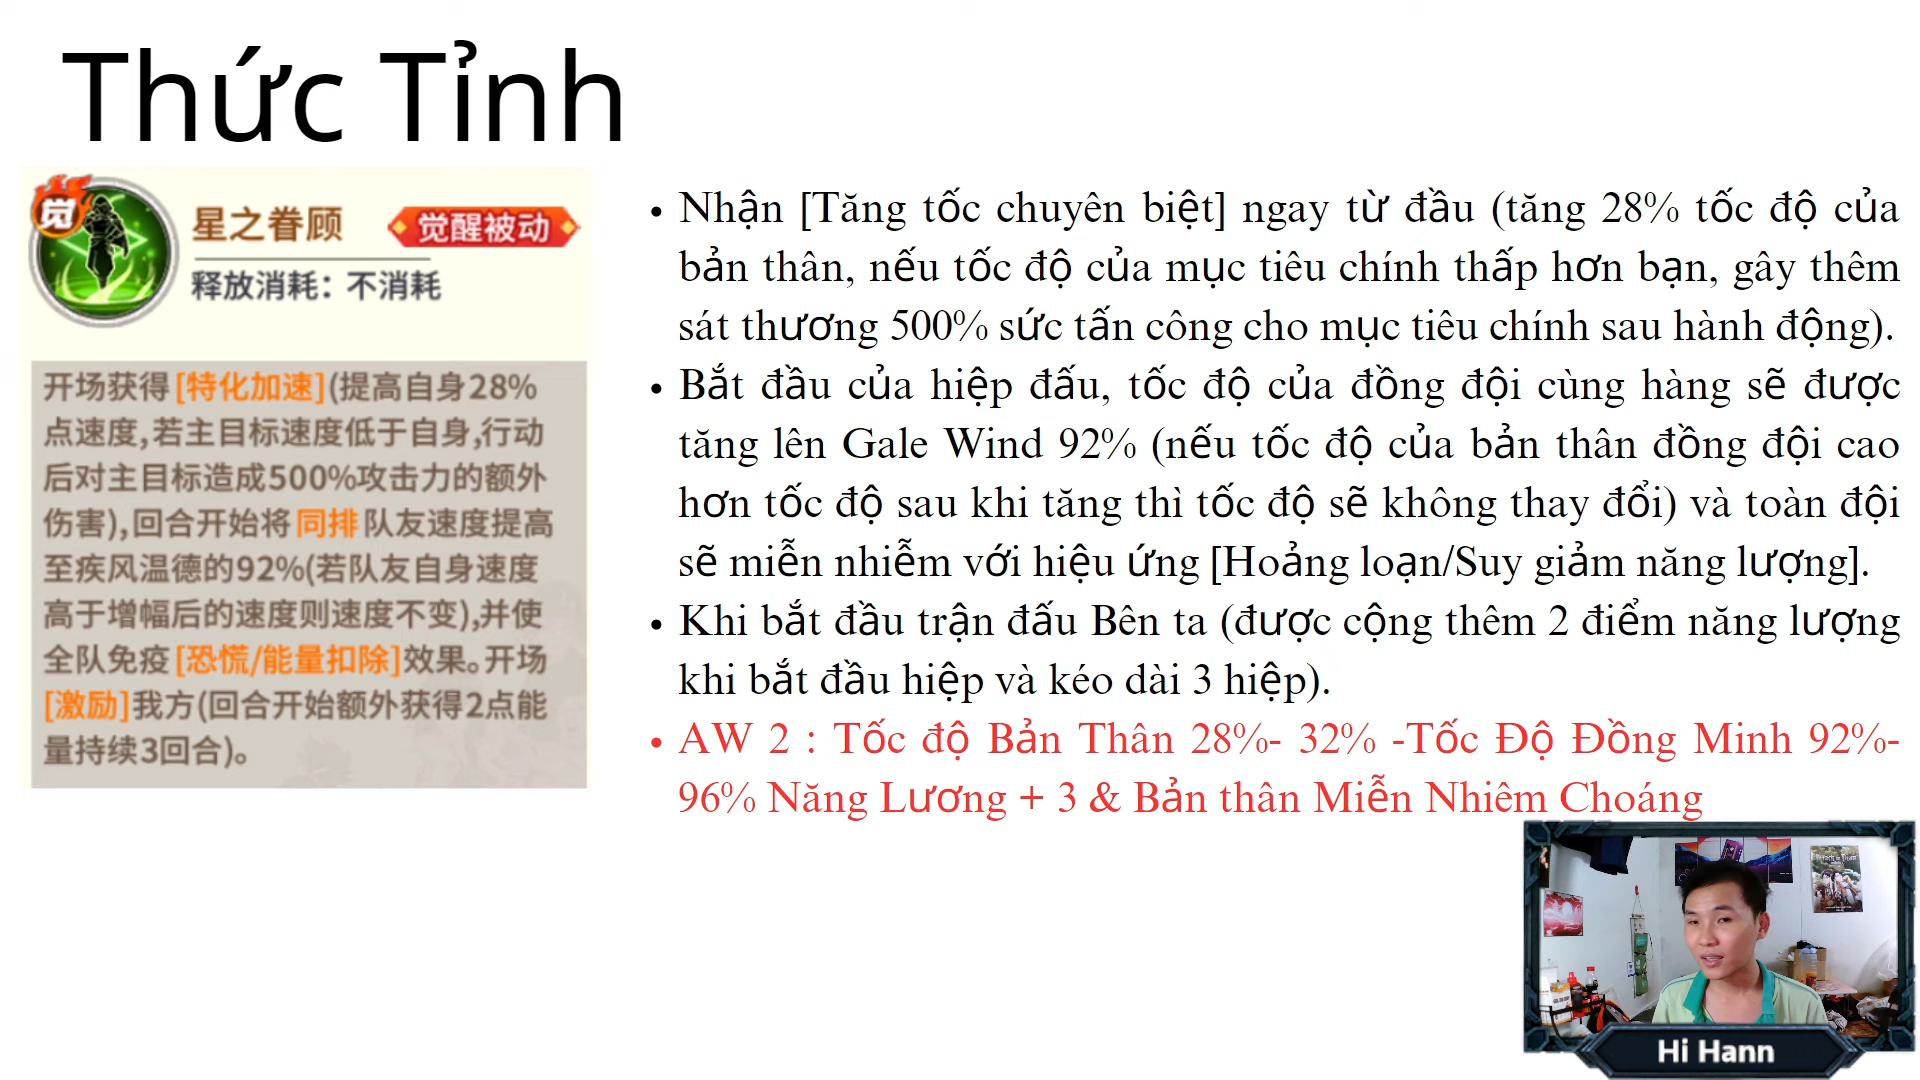 Thức Tỉnh
觉
星之眷顾
觉醒被动
释放消耗：不消耗
开场获得[特化加速](提高自身28%
点速度,若主目标速度低于自身,行动
后对主目标造成500%攻击力的额外
伤害),回合开始将同排队友速度提高
至疾风温德的92%(若队友自身速度
高于增幅后的速度则速度不变),并使
全队免疫[恐慌/能量扣除]效果。开场
[激励]我方(回合开始额外获得2点能
量持续3回合)。
• Nhận [Tăng tốc chuyên biệt] ngay từ đầu (tăng 28% tốc độ của
bản thân, nếu tốc độ của mục tiêu chính thấp hơn bạn, gây thêm
sát thương 500% sức tấn công cho mục tiêu chính sau hành động).
• Bắt đầu của hiệp đấu, tốc độ của đồng đội cùng hàng sẽ được
tăng lên Gale Wind 92% (nếu tốc độ của bản thân đồng đội cao
hơn tốc độ sau khi tăng thì tốc độ sẽ không thay đổi) và toàn đội
sẽ miễn nhiễm với hiệu ứng [Hoảng loạn/Suy giảm năng lượng].
• Khi bắt đầu trận đấu Bên ta (được cộng thêm 2 điểm năng lượng
khi bắt đầu hiệp và kéo dài 3 hiệp).
• AW 2 : Tốc độ Bản Thân 28%- 32% -Tốc Độ Đồng Minh 92%-
96% Năng Lương + 3 & Bản thân Miễn Nhiêm Choáng
Hi Hann